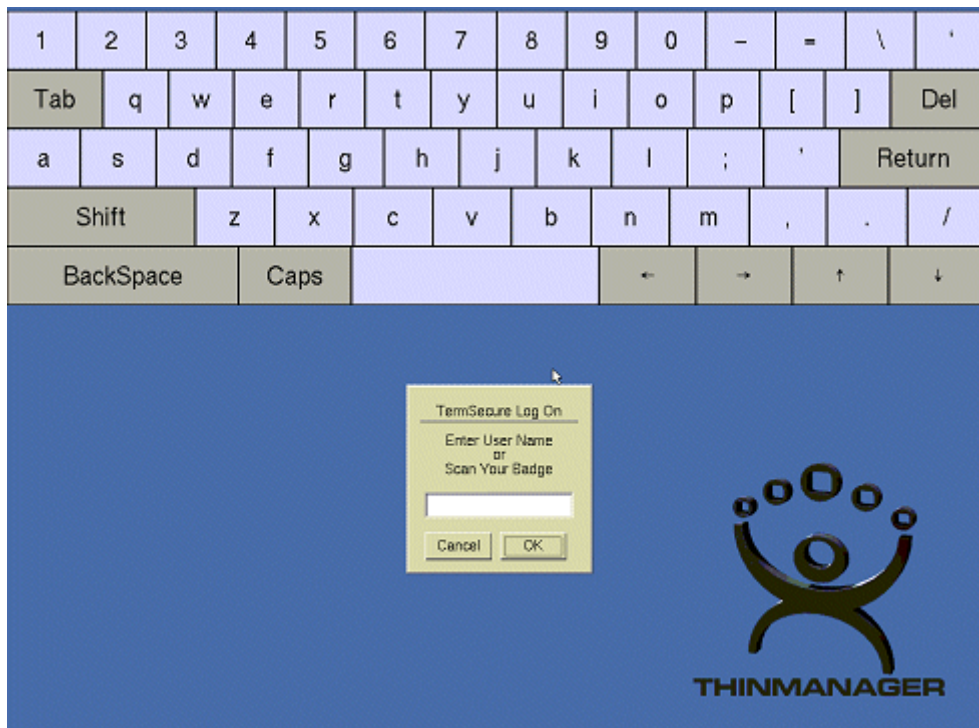 1 2 3 4 5 6 7 8 9 0 - = \ '
Tab q w e r t y u i o p [ ] Del
a s d f g h j k l ; ' Return
Shift z x c v b n m , . /
BackSpace Caps ← → ↑ ↓
TermSecure Log On
Enter User Name
or
Scan Your Badge
Cancel OK
THINMANAGER